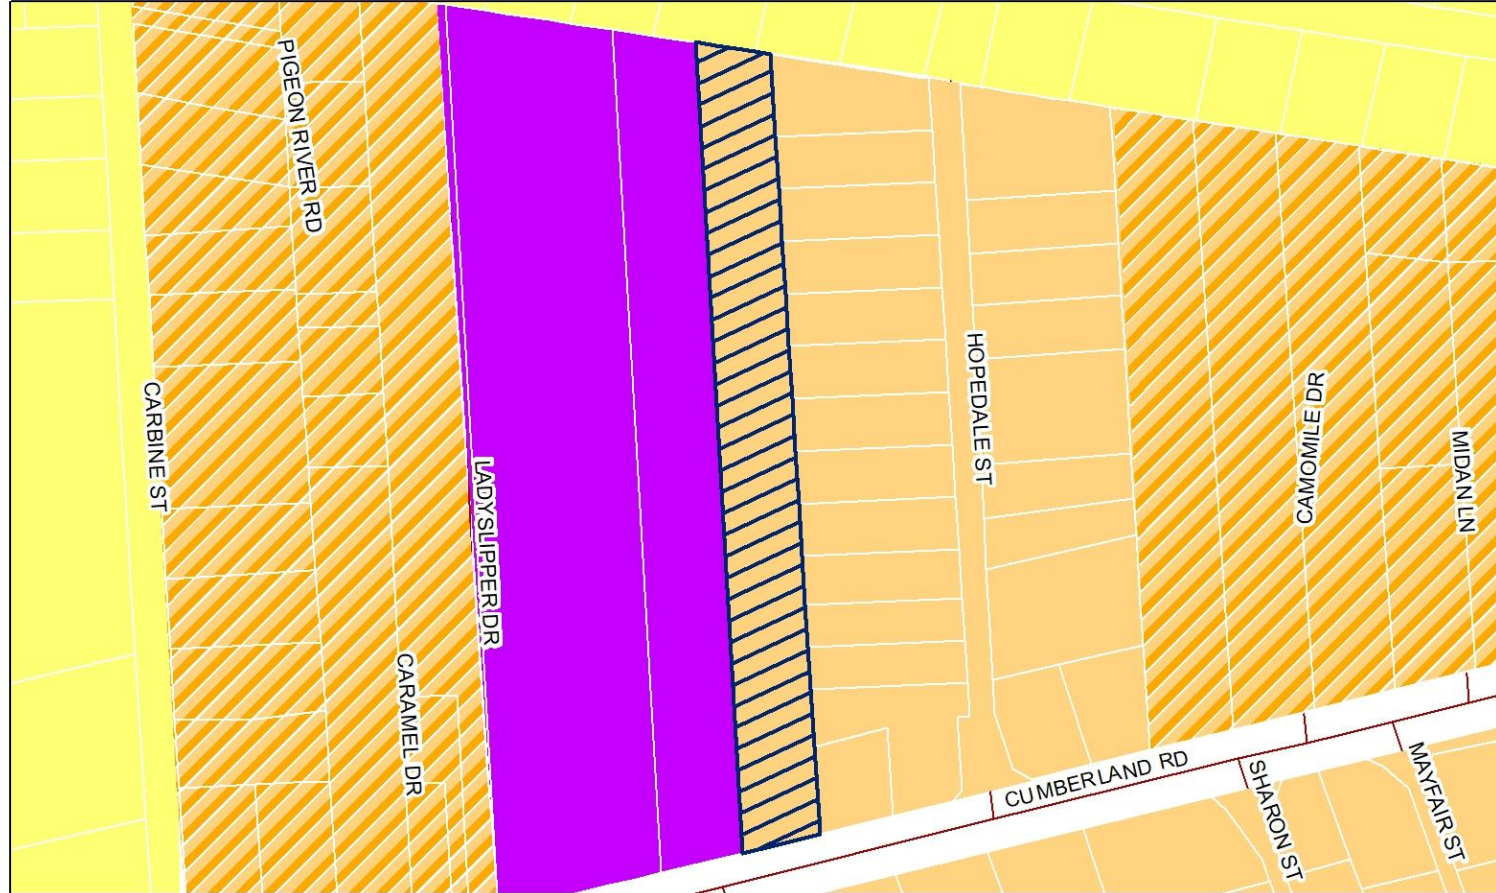 PIGEON RIVER RD
CARBINE ST
HOPEDALE ST
CAMOMILE DR
MIDAN LN
LADYSLIPPER DR
CARAMEL DR
CUMBERLAND RD
SHARON ST
MAYFAIR ST